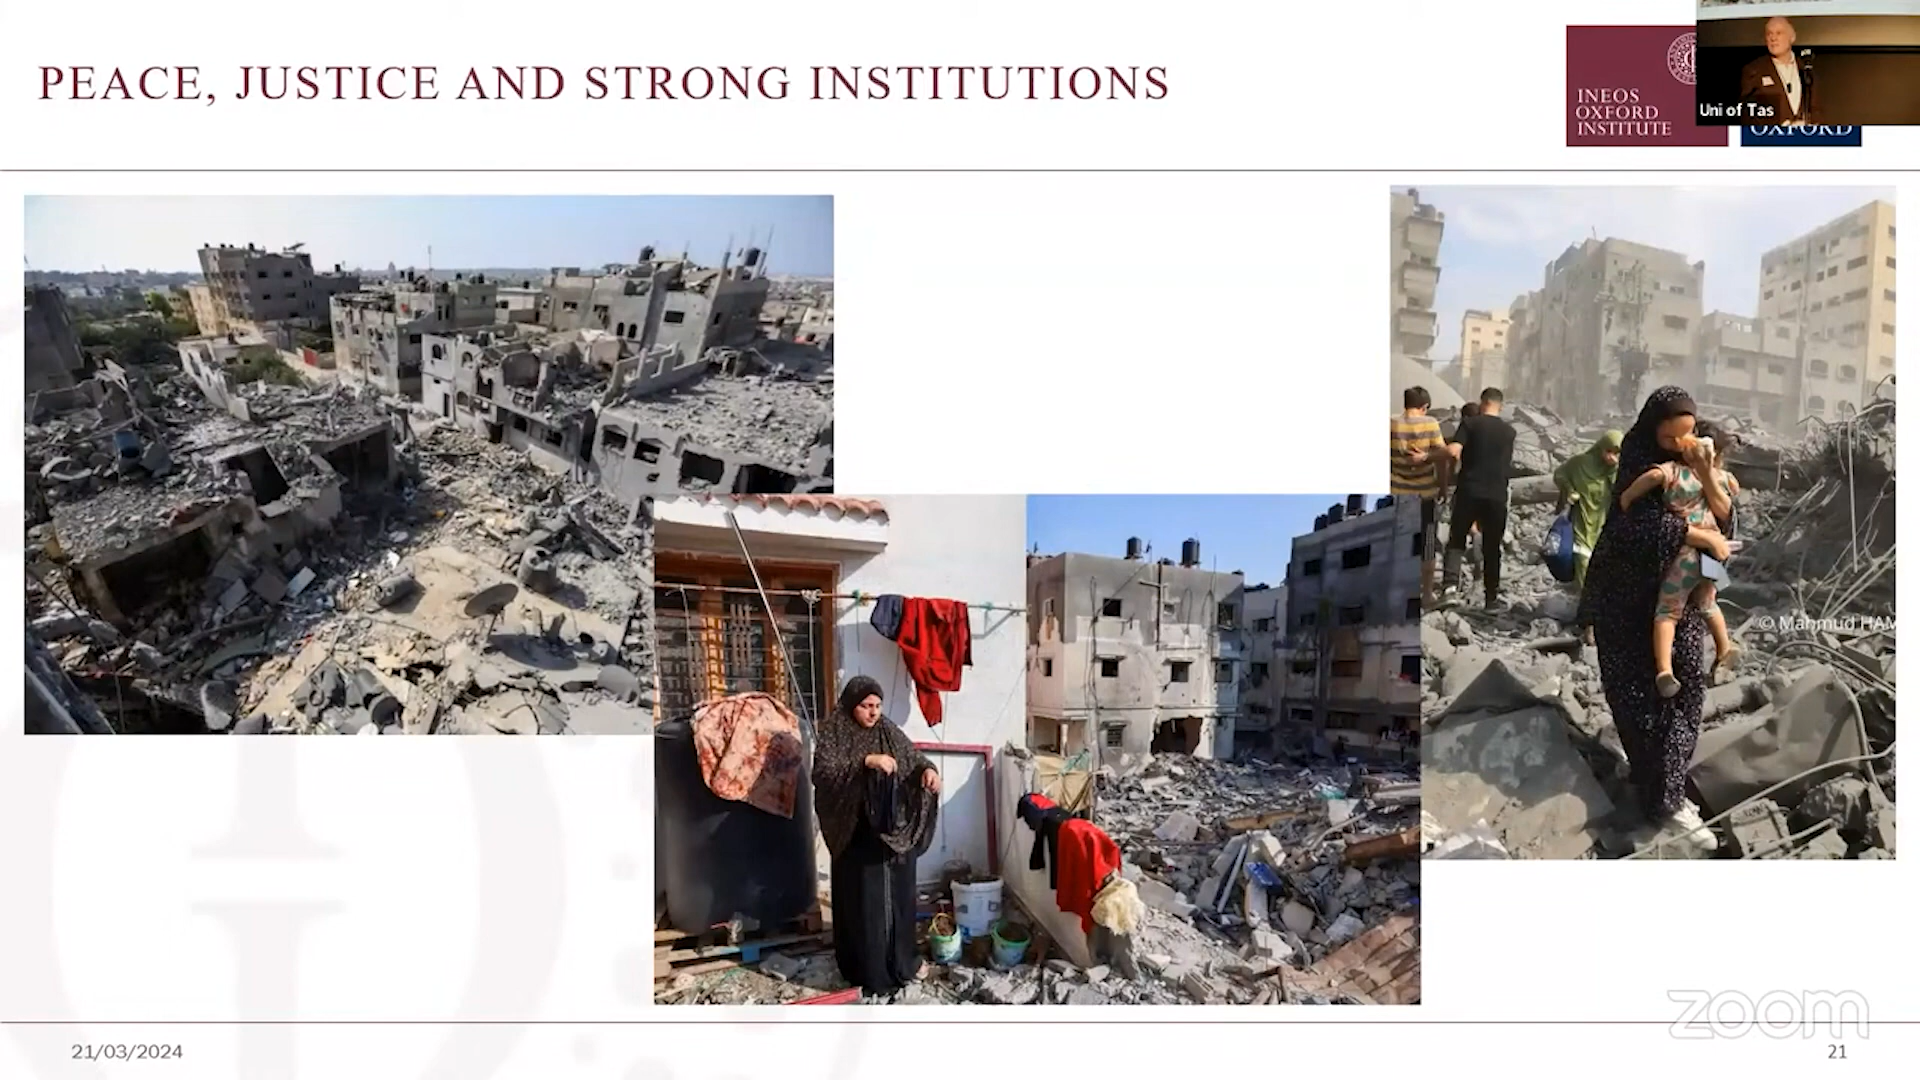 PEACE, JUSTICE AND STRONG INSTITUTIONS
INEOS
OXFORD
INSTITUTE
OXFORD
Uni of Tas
© Mahmud HAM
zoom
21/03/2024
21